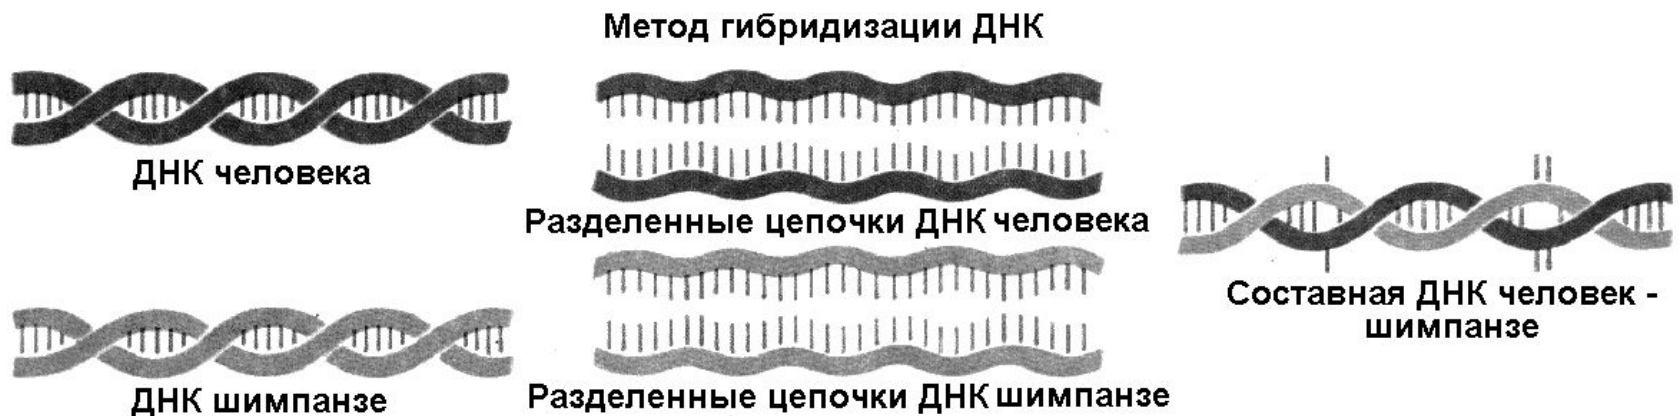 Метод гибридизации ДНК
ДНК человека
Разделенные цепочки ДНК человека
Составная ДНК человек -
шимпанзе
ДНК шимпанзе
Разделенные цепочки ДНК шимпанзе